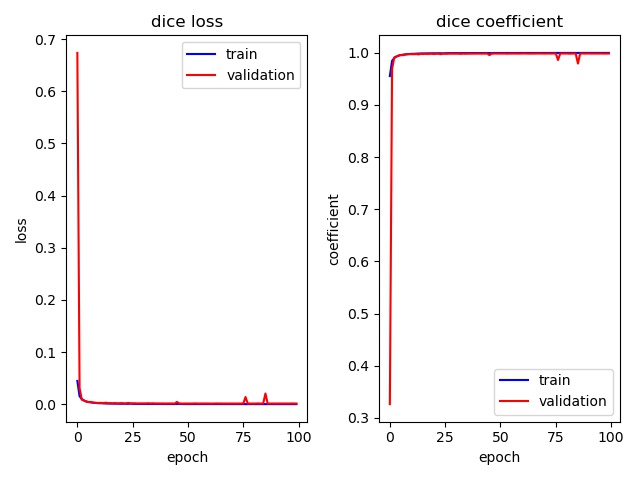 dice loss
0.7
0.6
0.5
0.4
0.3
0.2
0.1
0.0
loss
train
validation
0 25 50 75 100
epoch
dice coefficient
1.0
0.9
0.8
0.7
0.6
0.5
0.4
0.3
coefficient
train
validation
0 25 50 75 100
epoch